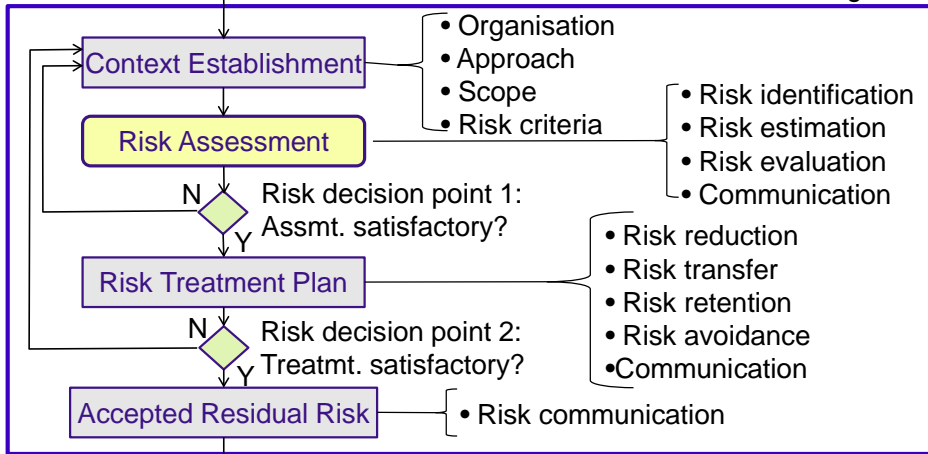 Context Establishment
• Organisation
• Approach
• Scope
• Risk criteria
Risk Assessment
• Risk identification
• Risk estimation
• Risk evaluation
• Communication
N
Risk decision point 1:
Assmt. satisfactory?
Y
Risk Treatment Plan
• Risk reduction
• Risk transfer
• Risk retention
• Risk avoidance
•Communication
N
Risk decision point 2:
Treatmt. satisfactory?
Y
Accepted Residual Risk
• Risk communication